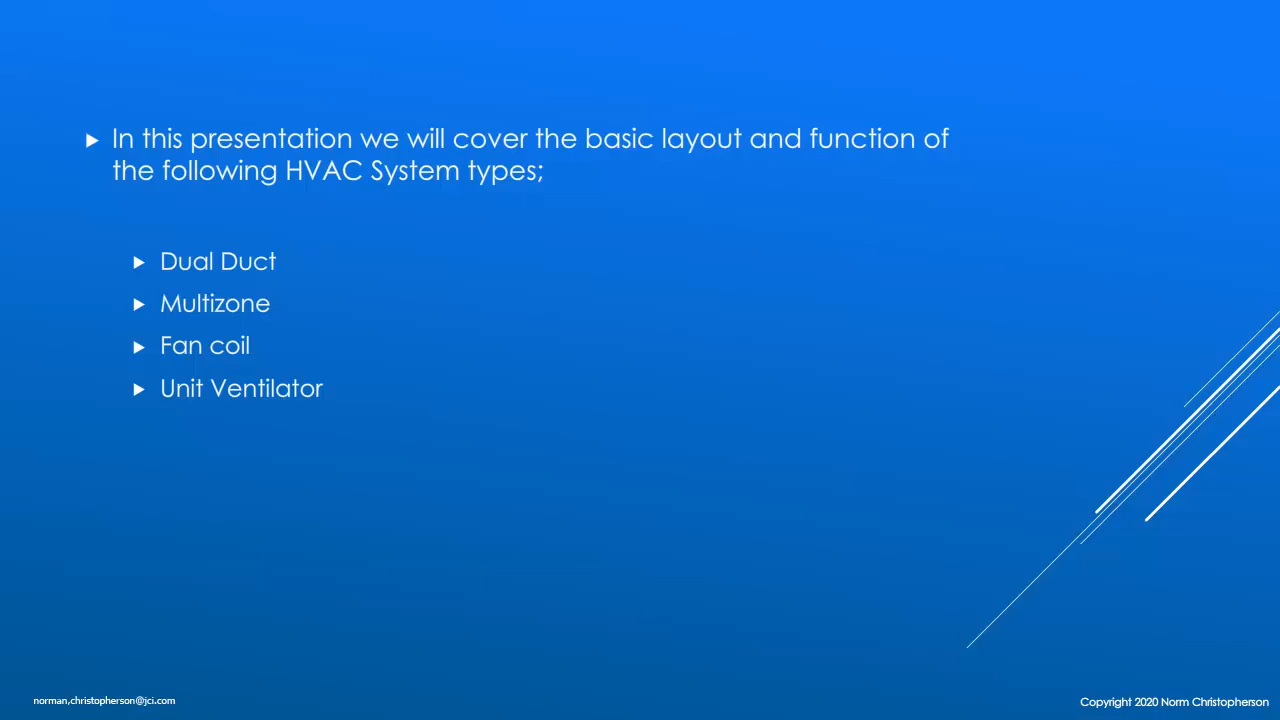 In this presentation we will cover the basic layout and function of
the following HVAC System types;
Dual Duct
Multizone
Fan coil
Unit Ventilator
norman,christopherson@jci.com
Copyright 2020 Norm Christopherson